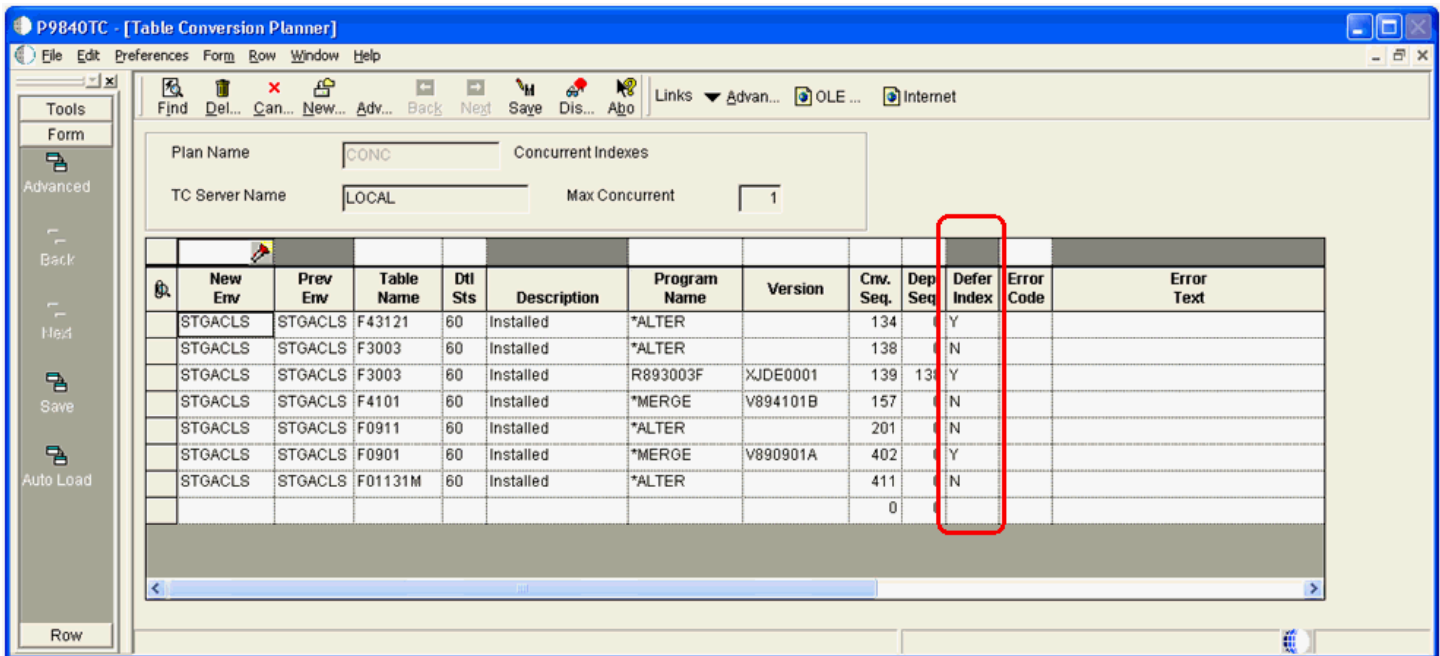 P9840TC - [Table Conversion Planner]
File Edit Preferences Form Row Window Help
Find Del... Can... New... Adv... Back Next Save Dis... Abo Links Advan... OLE ... Internet
Tools
Form
Advanced
Back
Next
Save
Auto Load
Row
Plan Name CONC Concurrent Indexes
TC Server Name LOCAL Max Concurrent 1
New Env Prev Env Table Name Dtl Sts Description Program Name Version Cnv. Seq. Dep Seq Defer Index Error Code Error Text
STGACLS STGACLS F43121 60 Installed *ALTER 134 Y
STGACLS STGACLS F3003 60 Installed *ALTER 138 N
STGACLS STGACLS F3003 60 Installed R893003F XJDE0001 139 138 Y
STGACLS STGACLS F4101 60 Installed *MERGE V894101B 157 N
STGACLS STGACLS F0911 60 Installed *ALTER 201 N
STGACLS STGACLS F0901 60 Installed *MERGE V890901A 402 Y
STGACLS STGACLS F01131M 60 Installed *ALTER 411 N
0